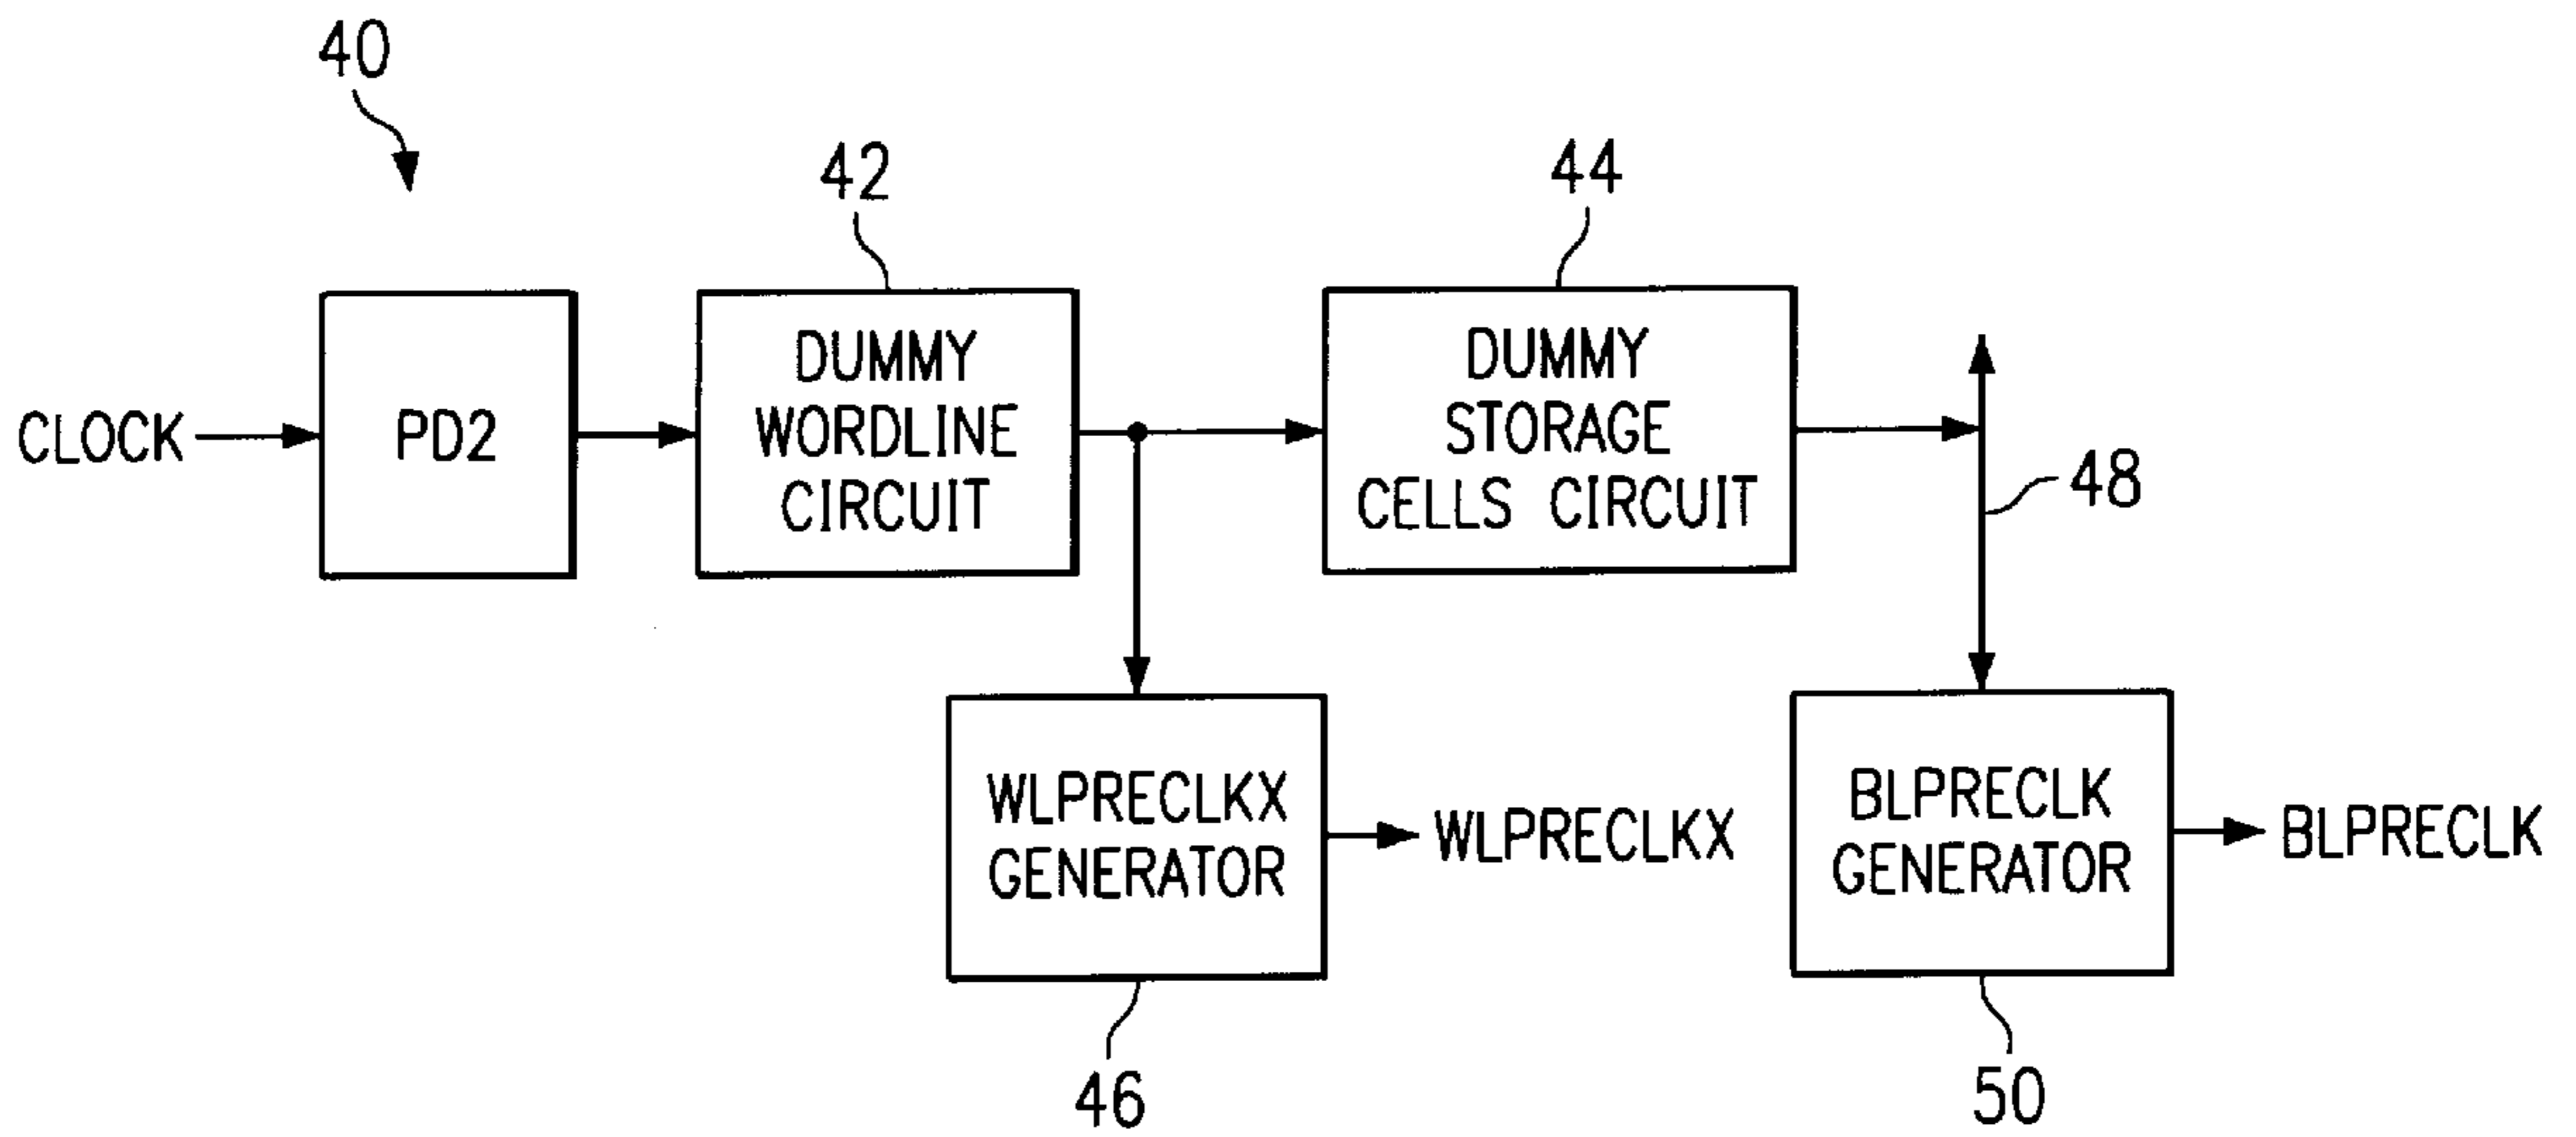 40
42
44
CLOCK
PD2
DUMMY
WORDLINE
CIRCUIT
DUMMY
STORAGE
CELLS CIRCUIT
48
WLPRECLKX
GENERATOR
WLPRECLKX
BLPRECLK
GENERATOR
BLPRECLK
46
50